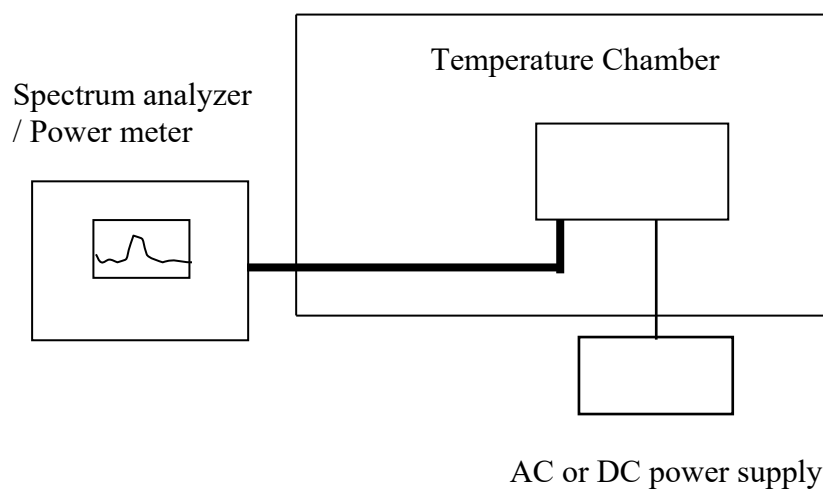 Temperature Chamber
Spectrum analyzer
/ Power meter
AC or DC power supply